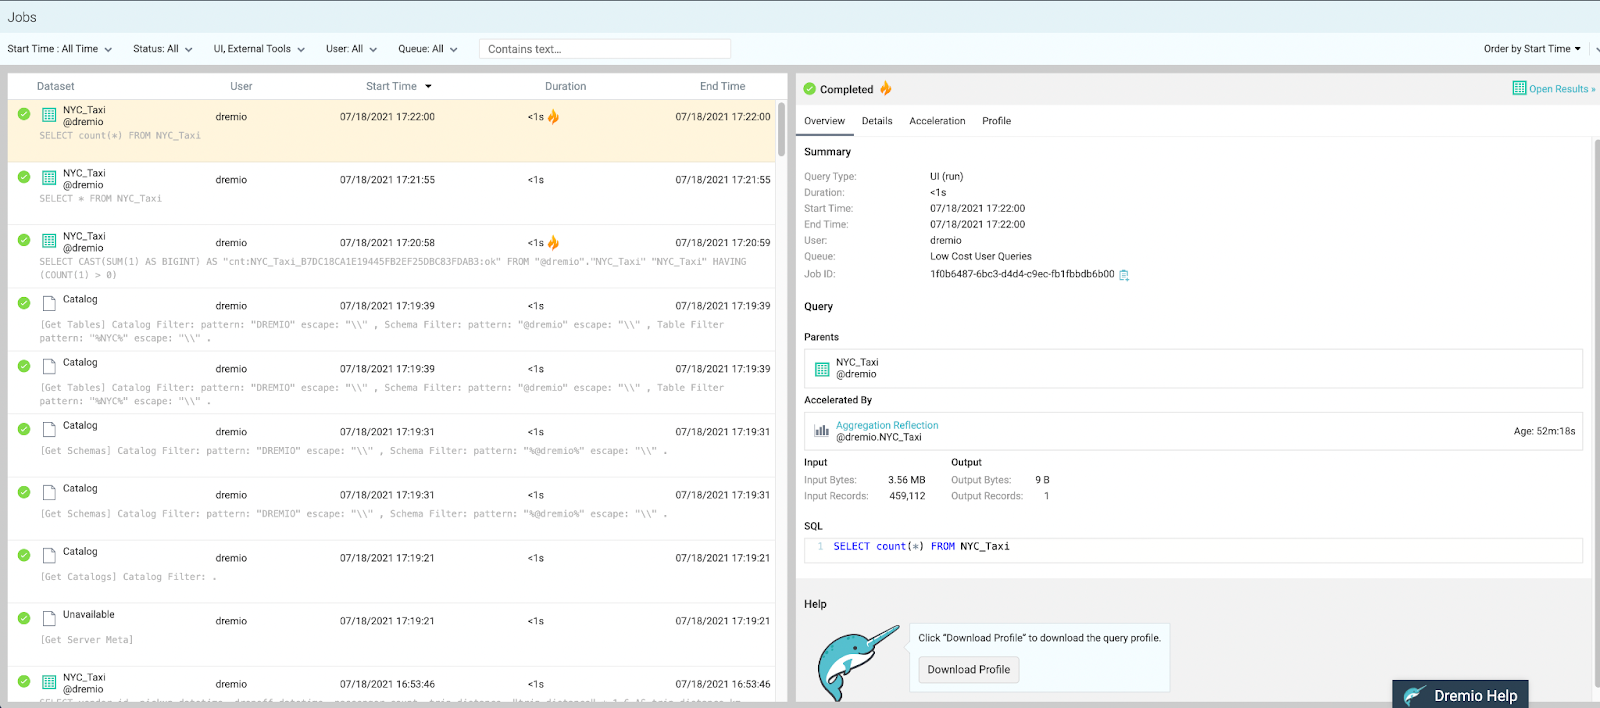 Jobs
Start Time : All Time Status: All UI, External Tools User: All Queue: All Contains text... Order by Start Time
Dataset User Start Time Duration End Time
NYC_Taxi
@dremio dremio 07/18/2021 17:22:00 <1s 07/18/2021 17:22:00
SELECT count(*) FROM NYC_Taxi
NYC_Taxi
@dremio dremio 07/18/2021 17:21:55 <1s 07/18/2021 17:21:55
SELECT * FROM NYC_Taxi
NYC_Taxi
@dremio dremio 07/18/2021 17:20:58 <1s 07/18/2021 17:20:59
SELECT CAST(SUM(1) AS BIGINT) AS "cnt:NYC_Taxi_B7DC18CA1E19445FB2EF25DBC83FDAB3:ok" FROM "@dremio"."NYC_Taxi" "NYC_Taxi" HAVING
(COUNT(1) > 0)
Catalog dremio 07/18/2021 17:19:39 <1s 07/18/2021 17:19:39
[Get Tables] Catalog Filter: pattern: "DREMIO" escape: "\\" , Schema Filter: pattern: "@dremio" escape: "\\" , Table Filter
pattern: "%NYC%" escape: "\\" .
Catalog dremio 07/18/2021 17:19:39 <1s 07/18/2021 17:19:39
[Get Tables] Catalog Filter: pattern: "DREMIO" escape: "\\" , Schema Filter: pattern: "@dremio" escape: "\\" , Table Filter
pattern: "%NYC%" escape: "\\" .
Catalog dremio 07/18/2021 17:19:31 <1s 07/18/2021 17:19:31
[Get Schemas] Catalog Filter: pattern: "DREMIO" escape: "\\" , Schema Filter: pattern: "%@dremio%" escape: "\\" .
Catalog dremio 07/18/2021 17:19:31 <1s 07/18/2021 17:19:31
[Get Schemas] Catalog Filter: pattern: "DREMIO" escape: "\\" , Schema Filter: pattern: "%@dremio%" escape: "\\" .
Catalog dremio 07/18/2021 17:19:21 <1s 07/18/2021 17:19:21
[Get Catalogs] Catalog Filter: .
Unavailable dremio 07/18/2021 17:19:21 <1s 07/18/2021 17:19:21
[Get Server Meta]
NYC_Taxi
@dremio dremio 07/18/2021 16:53:46 <1s 07/18/2021 16:53:46
Completed Open Results »
Overview Details Acceleration Profile
Summary
Query Type: UI (run)
Duration: <1s
Start Time: 07/18/2021 17:22:00
End Time: 07/18/2021 17:22:00
User: dremio
Queue: Low Cost User Queries
Job ID: 1f0b6487-6bc3-d4d4-c9ec-fb1fbbdb6b00
Query
Parents
NYC_Taxi
@dremio
Accelerated By
Aggregation Reflection
@dremio.NYC_Taxi Age: 52m:18s
Input Output
Input Bytes: 3.56 MB Output Bytes: 9 B
Input Records: 459,112 Output Records: 1
SQL
1 SELECT count(*) FROM NYC_Taxi
Help
Click "Download Profile" to download the query profile.
Download Profile
Dremio Help